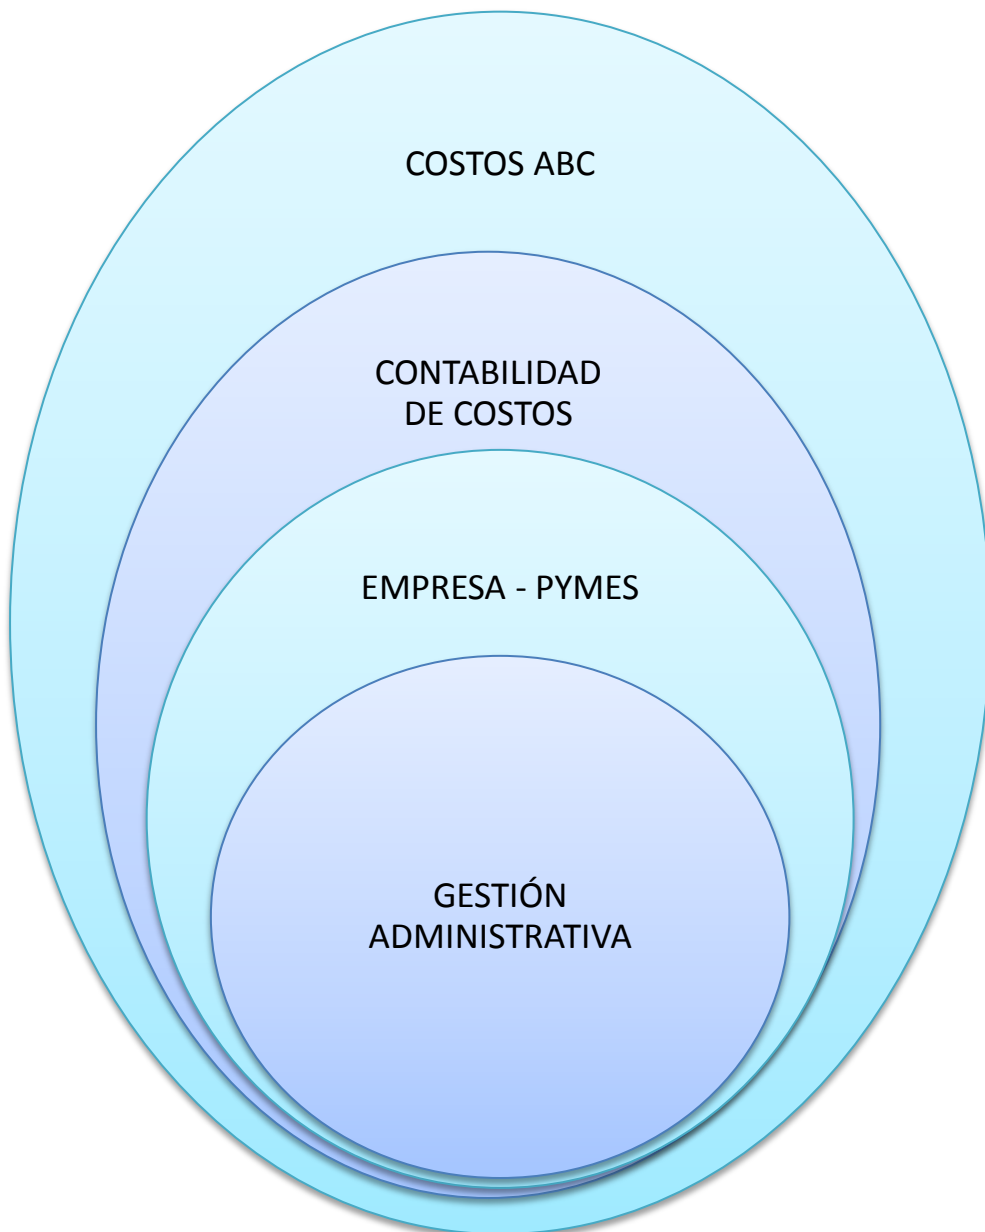 COSTOS ABC
CONTABILIDAD
DE COSTOS
EMPRESA - PYMES
GESTIÓN
ADMINISTRATIVA